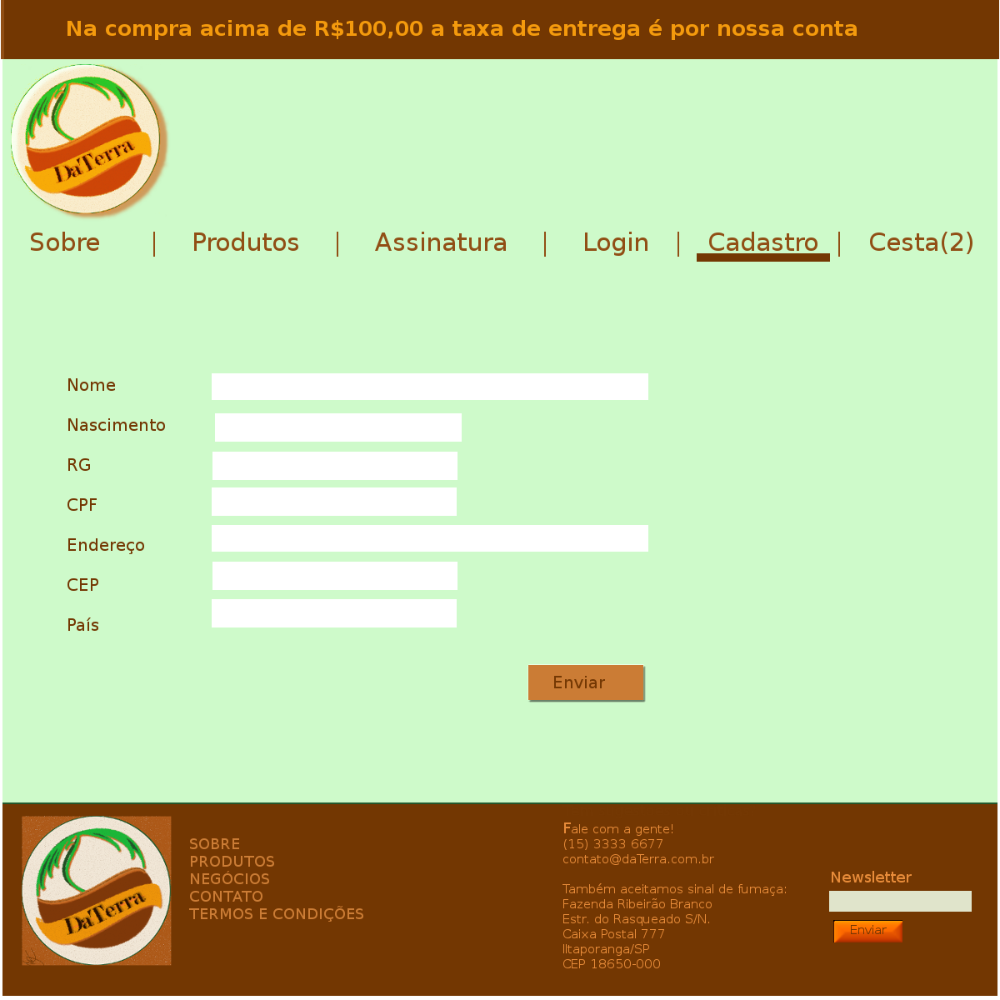 Na compra acima de R$100,00 a taxa de entrega é por nossa conta
DaTerra
Sobre | Produtos | Assinatura | Login | Cadastro | Cesta(2)
Nome
Nascimento
RG
CPF
Endereço
CEP
País
Enviar
DaTerra
SOBRE
PRODUTOS
NEGÓCIOS
CONTATO
TERMOS E CONDIÇÕES
Fale com a gente!
(15) 3333 6677
contato@daTerra.com.br
Também aceitamos sinal de fumaça:
Fazenda Ribeirão Branco
Estr. do Rasqueado S/N.
Caixa Postal 777
IItaporanga/SP
CEP 18650-000
Newsletter
Enviar